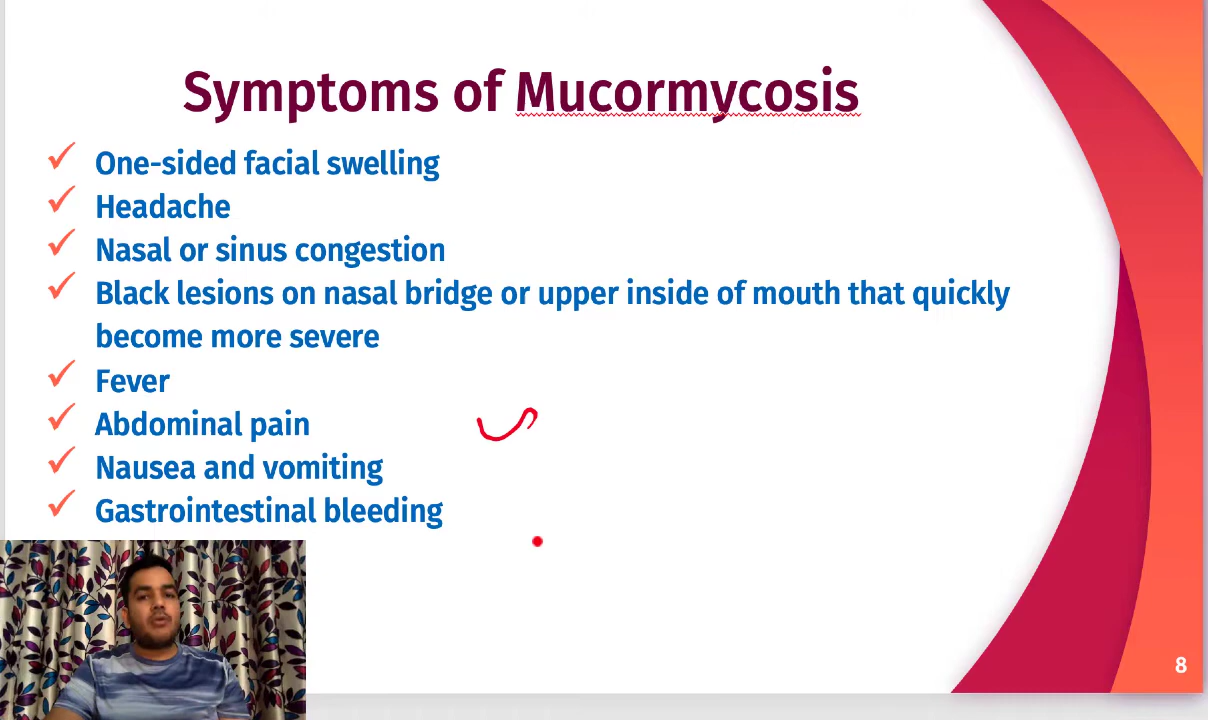 Symptoms of Mucormycosis
One-sided facial swelling
Headache
Nasal or sinus congestion
Black lesions on nasal bridge or upper inside of mouth that quickly
become more severe
Fever
Abdominal pain
Nausea and vomiting
Gastrointestinal bleeding
8